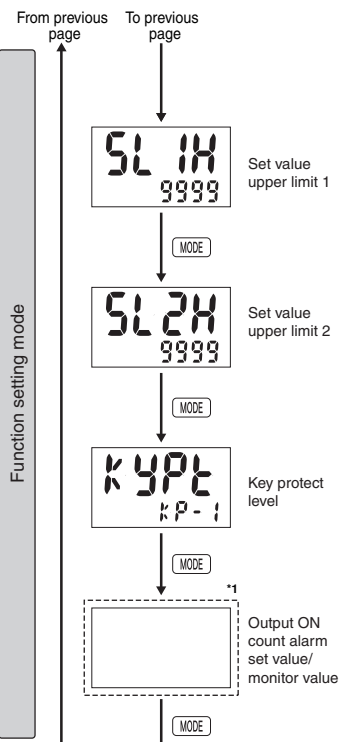 From previous
page
To previous
page
SL 1H
9999
Set value
upper limit 1
MODE
SL2H
9999
Set value
upper limit 2
MODE
KYPt
KP-1
Key protect
level
MODE
*1
Output ON
count alarm
set value/
monitor value
MODE
Function setting mode